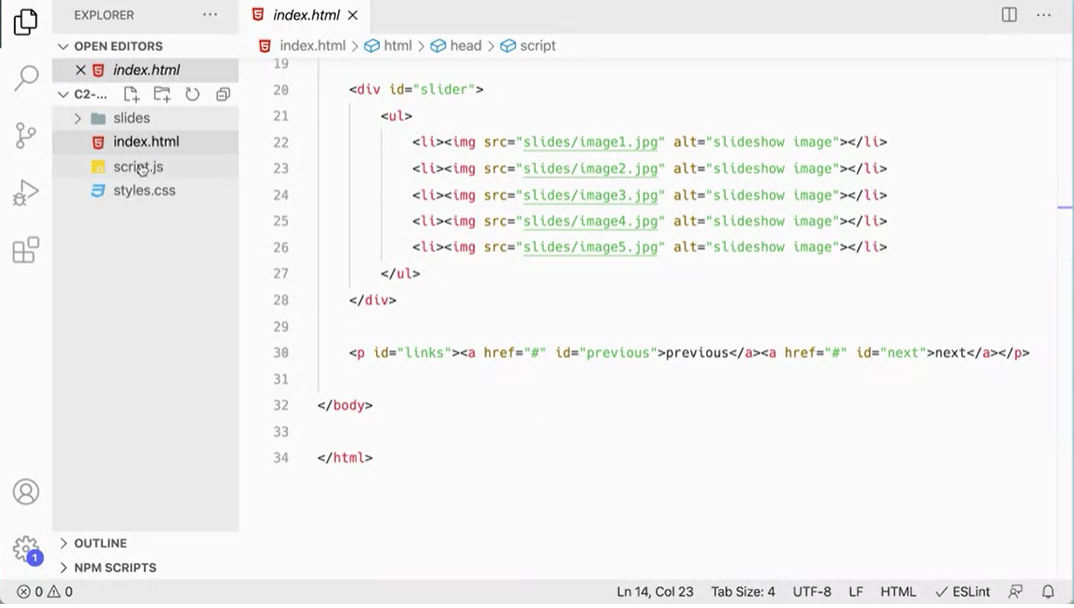 EXPLORER
index.html
OPEN EDITORS
index.html > html > head > script
index.html
C2-...
slides
index.html
script.js
styles.css
19
20 <div id="slider">
21 <ul>
22 <li><img src="slides/image1.jpg" alt="slideshow image"></li>
23 <li><img src="slides/image2.jpg" alt="slideshow image"></li>
24 <li><img src="slides/image3.jpg" alt="slideshow image"></li>
25 <li><img src="slides/image4.jpg" alt="slideshow image"></li>
26 <li><img src="slides/image5.jpg" alt="slideshow image"></li>
27 </ul>
28 </div>
29
30 <p id="links"><a href="#" id="previous">previous</a><a href="#" id="next">next</a></p>
31
32 </body>
33
34 </html>
OUTLINE
1
NPM SCRIPTS
0 0 Ln 14, Col 23 Tab Size: 4 UTF-8 LF HTML ESLint